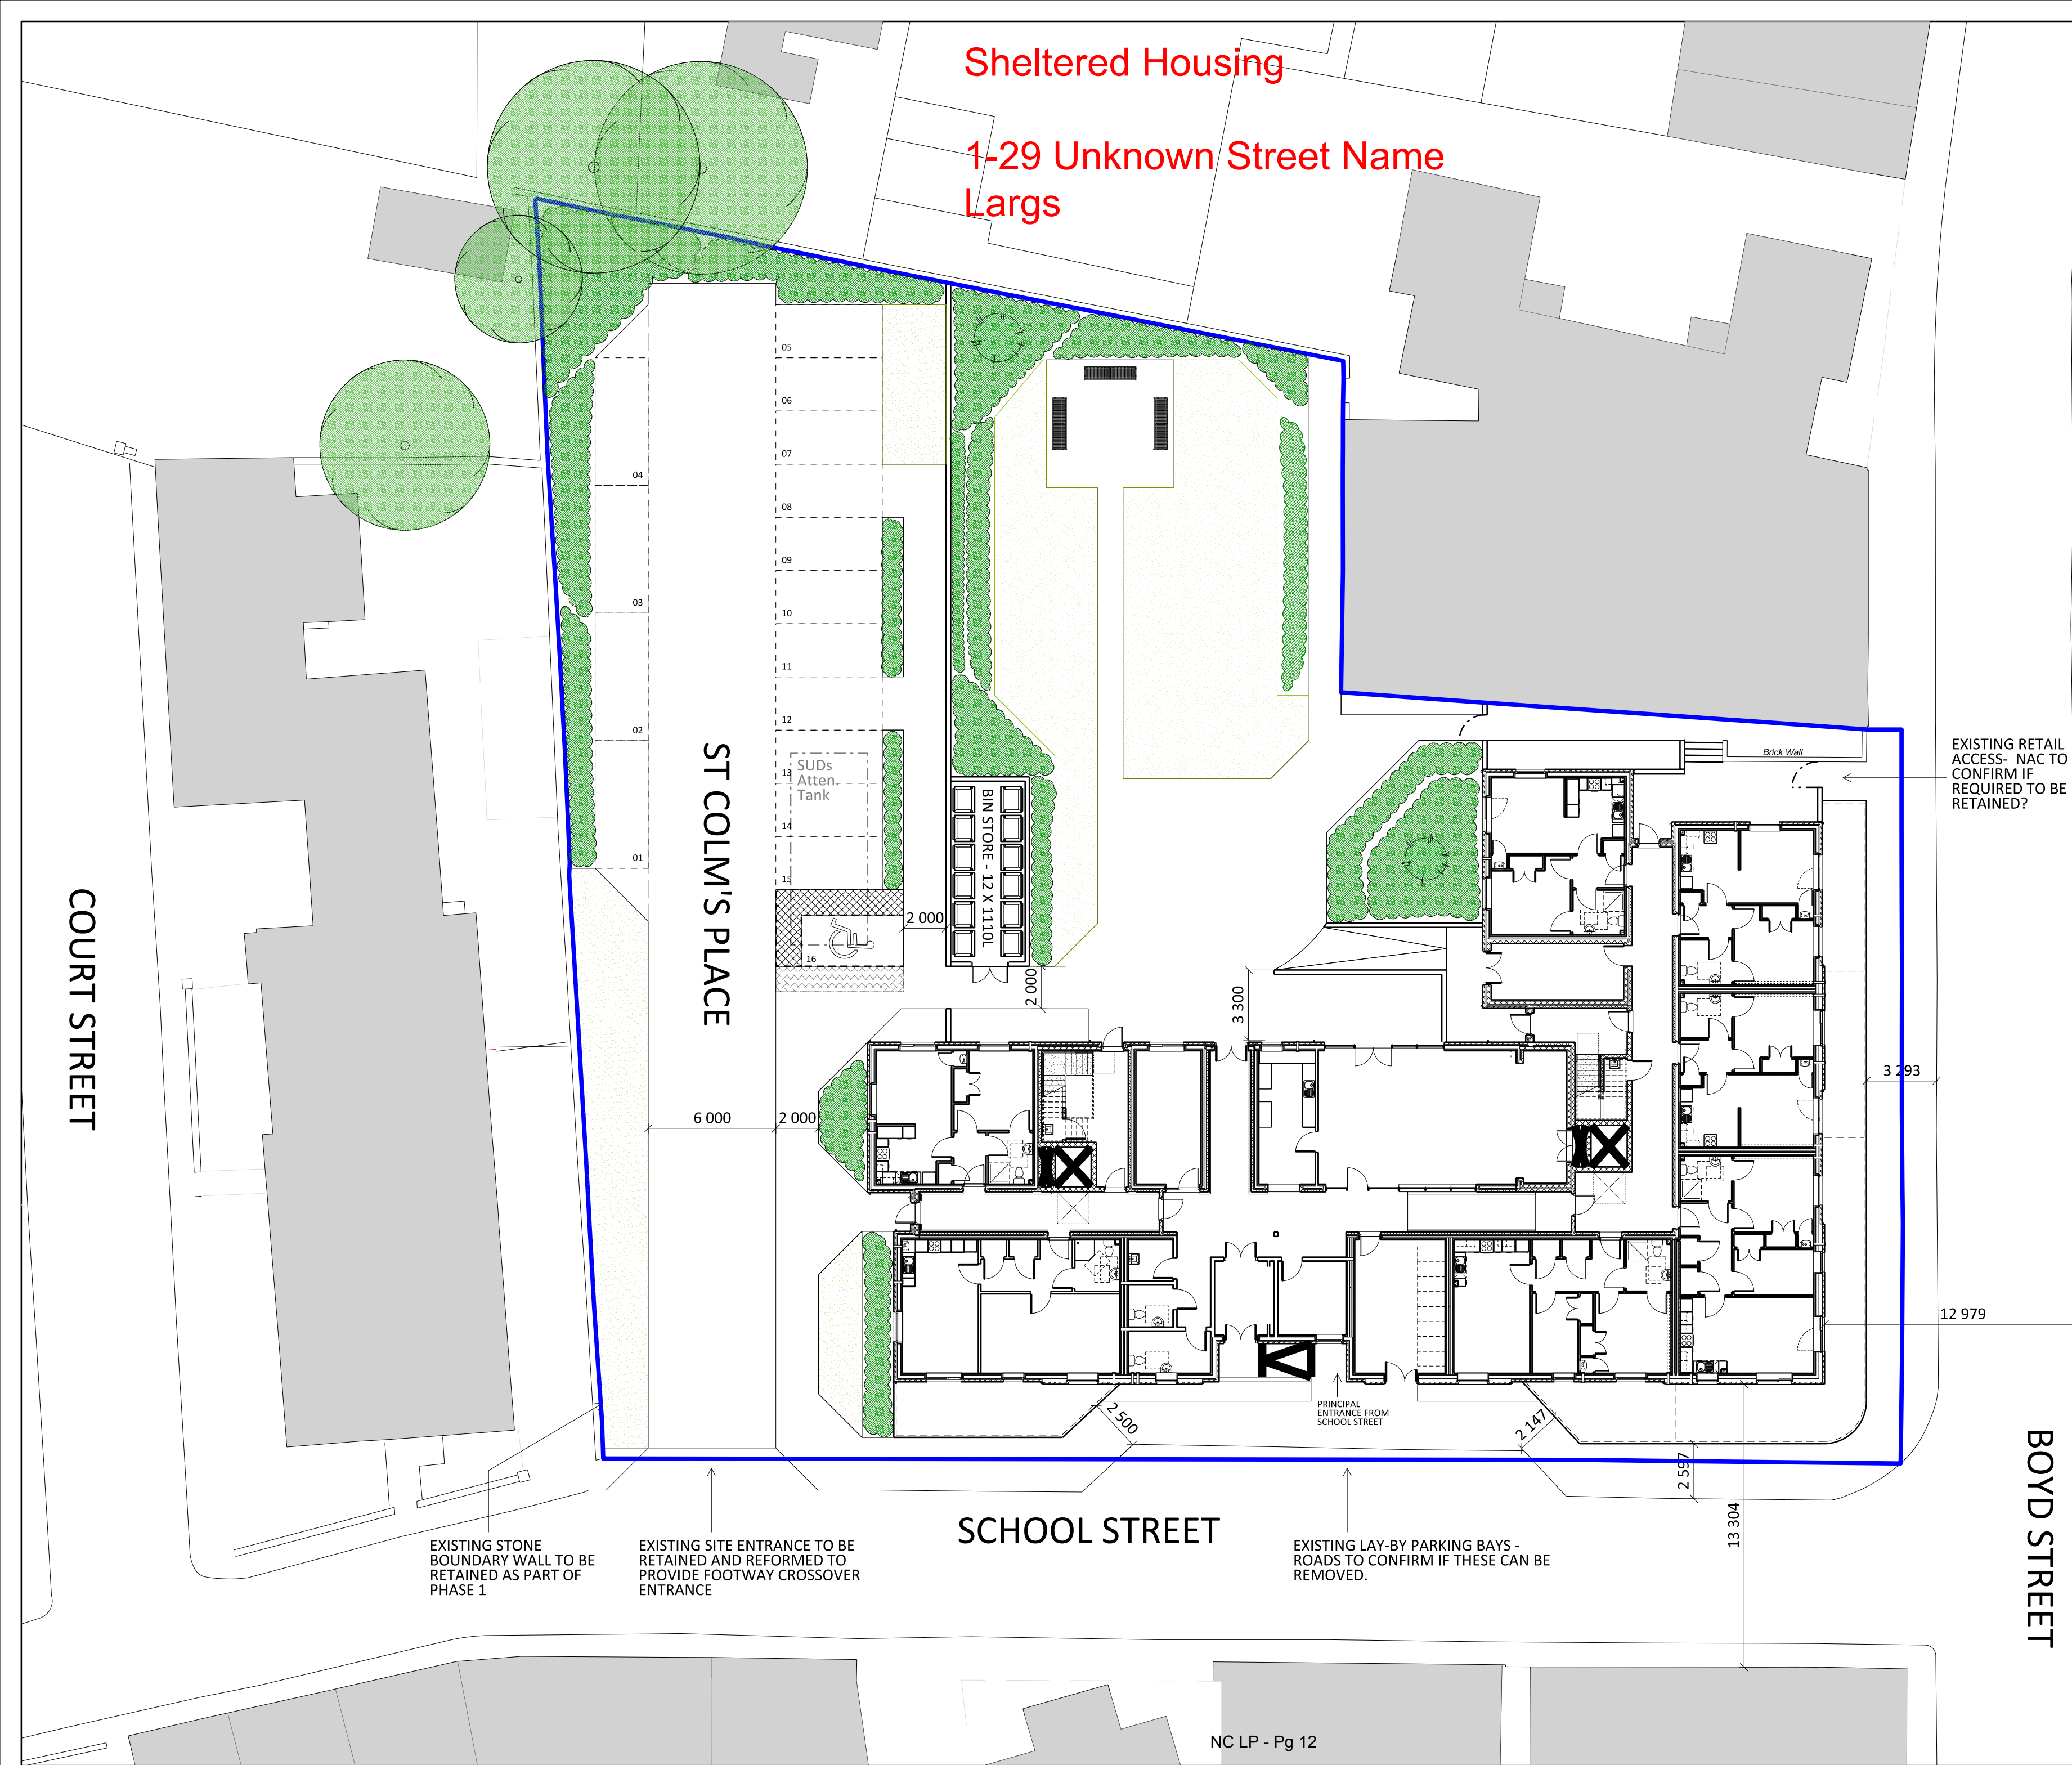 Sheltered Housing
1-29 Unknown Street Name
Largs
05
06
07
04
08
09
03
10
11
12
02
SUDs
Atten.
Tank
13
14
01
15
16
ST COLM'S PLACE
BIN STORE - 12 X 1110L
2 000
2 000
3 300
Brick Wall
EXISTING RETAIL
ACCESS- NAC TO
CONFIRM IF
REQUIRED TO BE
RETAINED?
COURT STREET
6 000
2 000
3 293
12 979
PRINCIPAL
ENTRANCE FROM
SCHOOL STREET
2 500
2 147
2 597
13 304
BOYD STREET
SCHOOL STREET
EXISTING STONE
BOUNDARY WALL TO BE
RETAINED AS PART OF
PHASE 1
EXISTING SITE ENTRANCE TO BE
RETAINED AND REFORMED TO
PROVIDE FOOTWAY CROSSOVER
ENTRANCE
EXISTING LAY-BY PARKING BAYS -
ROADS TO CONFIRM IF THESE CAN BE
REMOVED.
NC LP - Pg 12